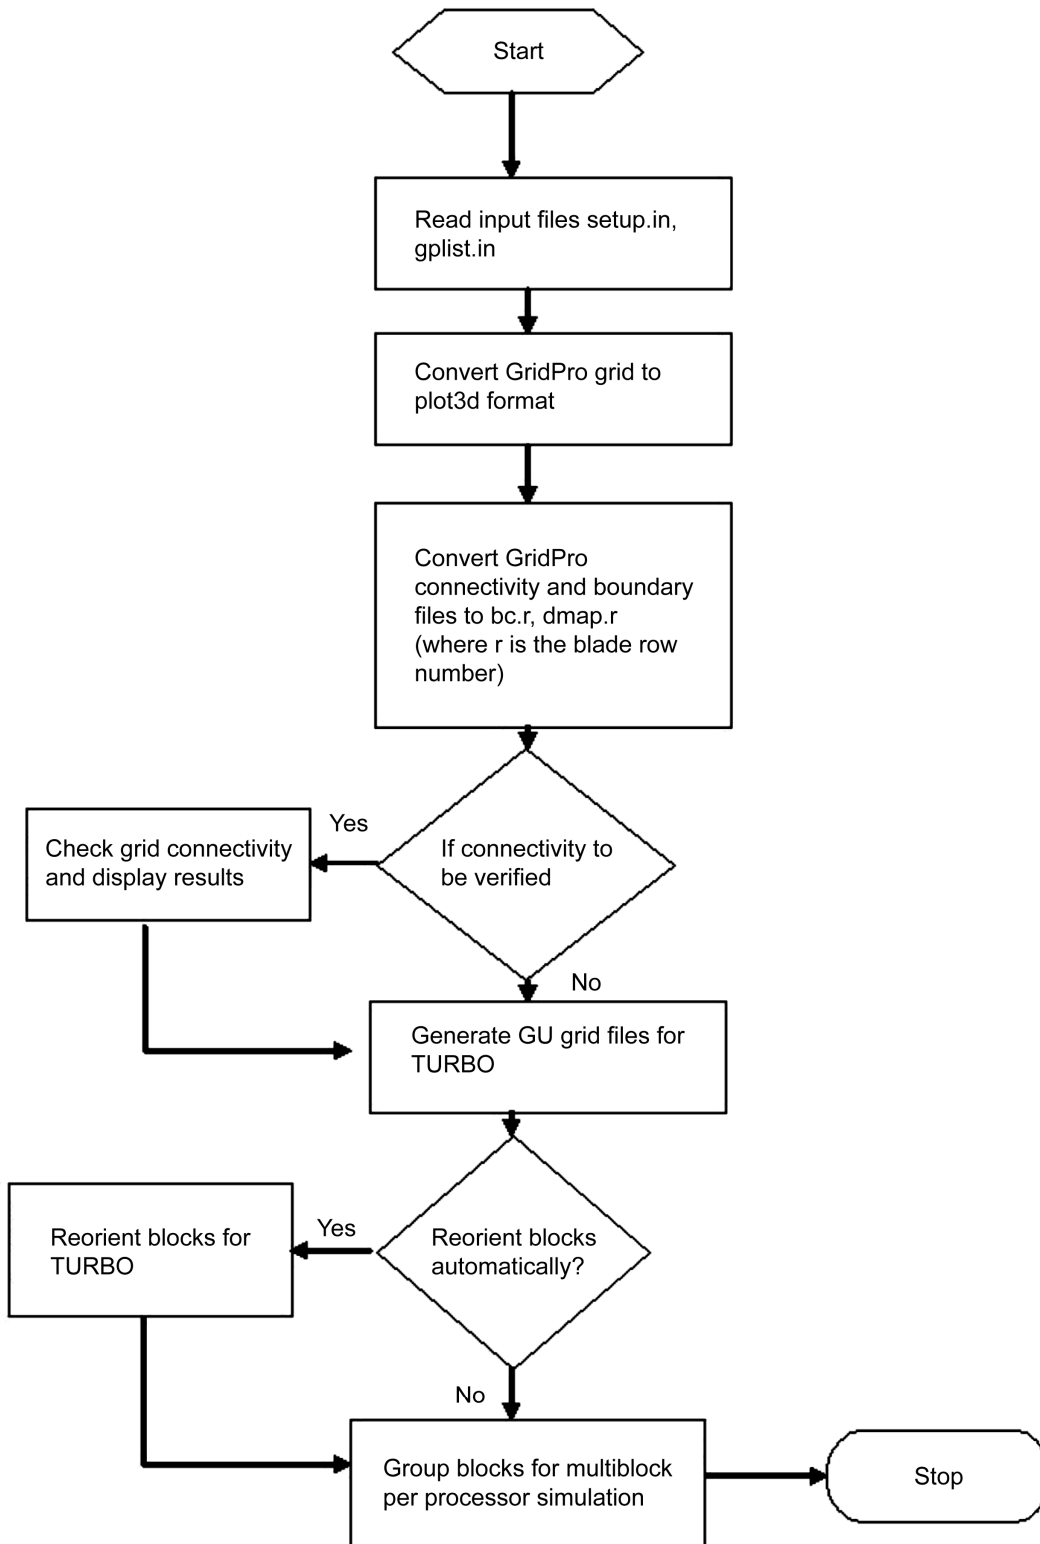 Start
Read input files setup.in,
gplist.in
Convert GridPro grid to
plot3d format
Convert GridPro
connectivity and boundary
files to bc.r, dmap.r
(where r is the blade row
number)
Yes
Check grid connectivity
and display results
If connectivity to
be verified
No
Generate GU grid files for
TURBO
Yes
Reorient blocks for
TURBO
Reorient blocks
automatically?
No
Group blocks for multiblock
per processor simulation
Stop